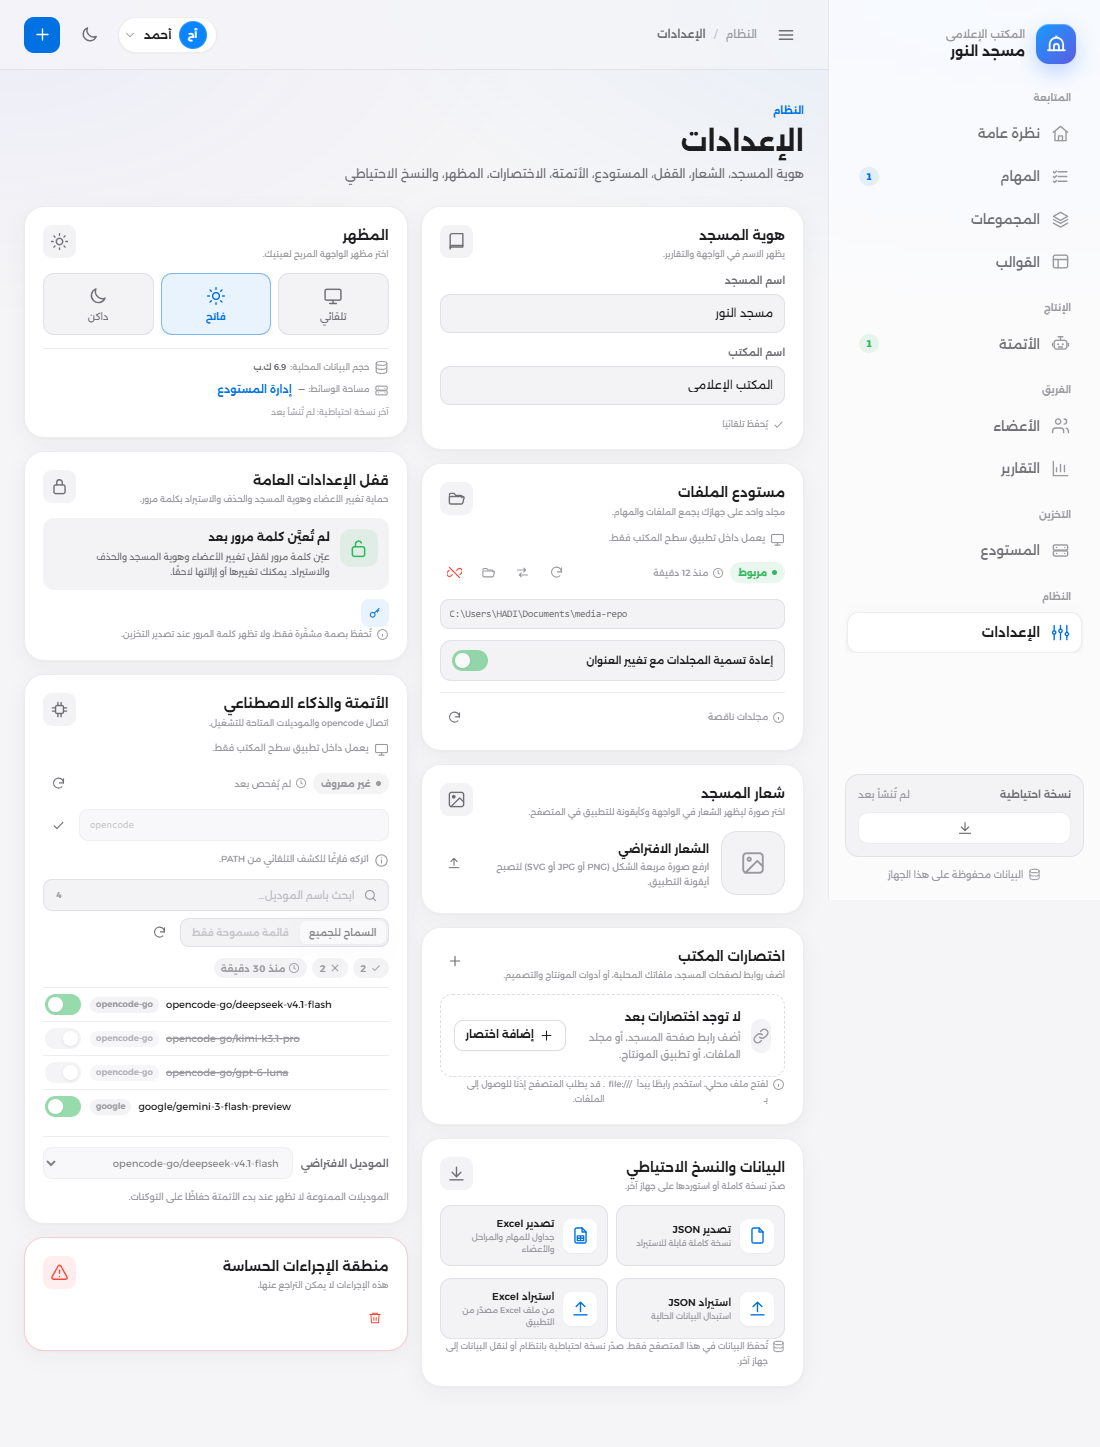 المكتب الإعلامي
مسجد النور
المتابعة
نظرة عامة
المهام
1
المجموعات
القوالب
الإنتاج
الأتمتة
1
الفريق
الأعضاء
التقارير
التخزين
المستودع
النظام
الإعدادات
نسخة احتياطية
لم تُنشأ بعد
البيانات محفوظة على هذا الجهاز
النظام / الإعدادات
أح
أحمد
النظام
الإعدادات
هوية المسجد، الشعار، القفل، المستودع، الأتمتة، الاختصارات، المظهر، والنسخ الاحتياطي
هوية المسجد
يظهر الاسم في الواجهة والتقارير.
اسم المسجد
مسجد النور
اسم المكتب
المكتب الإعلامي
يُحفظ تلقائيًا
مستودع الملفات
مجلد واحد على جهازك يجمع الملفات والمهام.
يعمل داخل تطبيق سطح المكتب فقط.
مربوط
منذ 12 دقيقة
C:\Users\HADI\Documents\media-repo
إعادة تسمية المجلدات مع تغيير العنوان
مجلدات ناقصة
شعار المسجد
اختر صورة ليظهر الشعار في الواجهة وكأيقونة للتطبيق في المتصفح.
الشعار الافتراضي
ارفع صورة مربعة الشكل (PNG أو JPG أو SVG) لتصبح
أيقونة التطبيق.
اختصارات المكتب
أضف روابط لصفحات المسجد، ملفاتك المحلية، أو أدوات المونتاج والتصميم.
لا توجد اختصارات بعد
أضف رابط صفحة المسجد، أو مجلد
الملفات، أو تطبيق المونتاج.
إضافة اختصار
لفتح ملف محلي، استخدم رابطًا يبدأ بـ file:/// . قد يطلب المتصفح إذنًا للوصول إلى
الملفات.
البيانات والنسخ الاحتياطي
صدّر نسخة كاملة أو استوردها على جهاز آخر.
تصدير JSON
نسخة كاملة قابلة للاستيراد
تصدير Excel
جداول للمهام والمراحل
والأعضاء
استيراد JSON
استبدال البيانات الحالية
استيراد Excel
من ملف Excel مصدّر من
التطبيق
تُحفظ البيانات في هذا المتصفح فقط. صدّر نسخة احتياطية بانتظام أو لنقل البيانات إلى
جهاز آخر.
المظهر
اختر مظهر الواجهة المريح لعينيك.
تلقائي
فاتح
داكن
حجم البيانات المحلية: 6.9 ك.ب
مساحة الوسائط: – إدارة المستودع
آخر نسخة احتياطية: لم تُنشأ بعد
قفل الإعدادات العامة
حماية تغيير الأعضاء وهوية المسجد والحذف والاستيراد بكلمة مرور.
لم تُعيَّن كلمة مرور بعد
عيّن كلمة مرور لقفل تغيير الأعضاء وهوية المسجد والحذف
والاستيراد. يمكنك تغييرها أو إزالتها لاحقًا.
تُحفظ بصمة مشفّرة فقط، ولا تظهر كلمة المرور عند تصدير التخزين.
الأتمتة والذكاء الاصطناعي
اتصال opencode والموديلات المتاحة للتشغيل.
يعمل داخل تطبيق سطح المكتب فقط.
غير معروف
لم يُفحص بعد
opencode
اتركه فارغًا للكشف التلقائي من PATH.
ابحث باسم الموديل...
4
السماح للجميع
قائمة مسموحة فقط
2
2
منذ 30 دقيقة
opencode-go/deepseek-v4.1-flash
opencode-go
opencode-go/kimi-k3.1-pro
opencode-go
opencode-go/gpt-6-luna
opencode-go
google/gemini-3-flash-preview
google
الموديل الافتراضي
opencode-go/deepseek-v4.1-flash
الموديلات الممنوعة لا تظهر عند بدء الأتمتة حفاظًا على التوكنات.
منطقة الإجراءات الحساسة
هذه الإجراءات لا يمكن التراجع عنها.